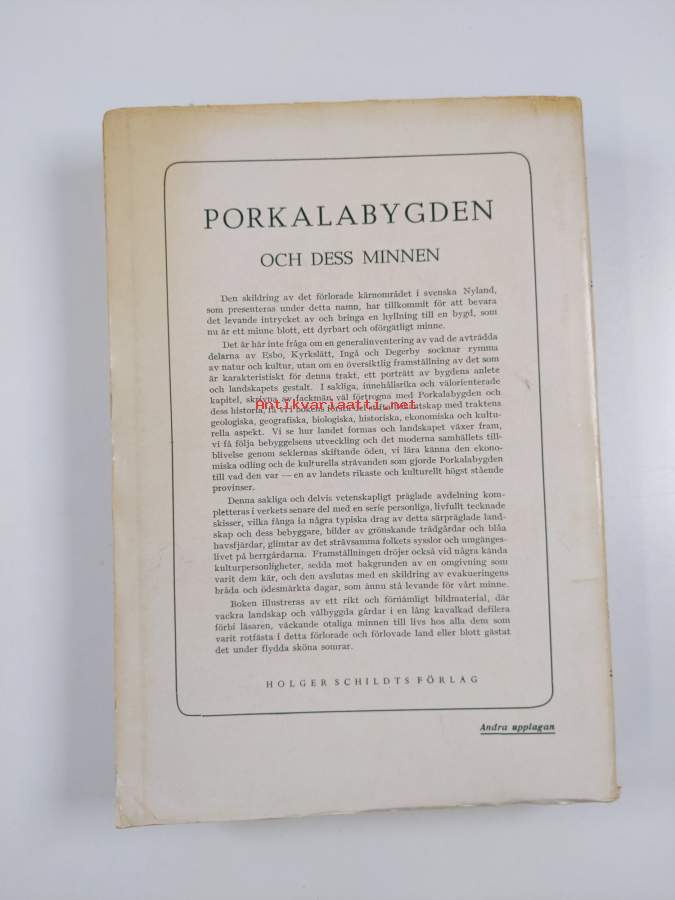 PORKALABYGDEN
OCH DESS MINNEN
Den skildring av det förlorade kärnområdet i svenska Nyland,
som presenteras under detta namn, har tillkommit för att bevara
det levande intrycket av och bringa en hyllning till en bygd, som
nu är ett minne blott, ett dyrbart och oförgätligt minne.
Det är här inte fråga om en generalinventering av vad de avträdda
delarna av Esbo, Kyrkslätt, Ingå och Degerby socknar rymma
av natur och kultur, utan om en översiktlig framställning av det som
är karakteristiskt för denna trakt, ett porträtt av bygdens anlete
och landskapets gestalt. I sakliga, innehållsrika och välorienterade
kapitel, skrivna av fackmän väl förtrogna med Porkalabygden och
Antikvariaatti.net
dess historia, få vi i bokens första del stifta bekantskap med traktens
geologiska, geografiska, biologiska, historiska, ekonomiska och kultu-
rella aspekt. Vi se hur landet formas och landskapet växer fram,
vi få följa bebyggelsens utveckling och det moderna samhällets till-
blivelse genom seklernas skiftande öden, vi lära känna den ekono-
miska odling och de kulturella strävanden som gjorde Porkalabygden
till vad den var — en av landets rikaste och kulturellt högst stående
provinser.
Denna sakliga och delvis vetenskapligt präglade avdelning kom-
pletteras i verkets senare del med en serie personliga, livfullt tecknade
skisser, vilka fånga in några typiska drag av detta särpräglade land-
skap och dess bebyggare, bilder av grönskande trädgårdar och blåa
havsfjärdar, glimtar av det strävsamma folkets sysslor och umgänges-
livet på herrgårdarna. Framställningen dröjer också vid några kända
kulturpersonligheter, sedda mot bakgrunden av en omgivning som
varit dem kär, och den avslutas med en skildring av evakueringens
bråda och ödesmärkta dagar, som ännu stå levande för vårt minne.
Boken illustreras av ett rikt och förnämligt bildmaterial, där
vackra landskap och välbyggda gårdar i en lång kavalkad defilera
förbi läsaren, väckande otaliga minnen till livs hos alla dem som
varit rotfästa i detta förlorade och förlovade land eller blott gästat
det under flydda sköna somrar.
HOLGER SCHILDTS FÖRLAG
Andra upplagan